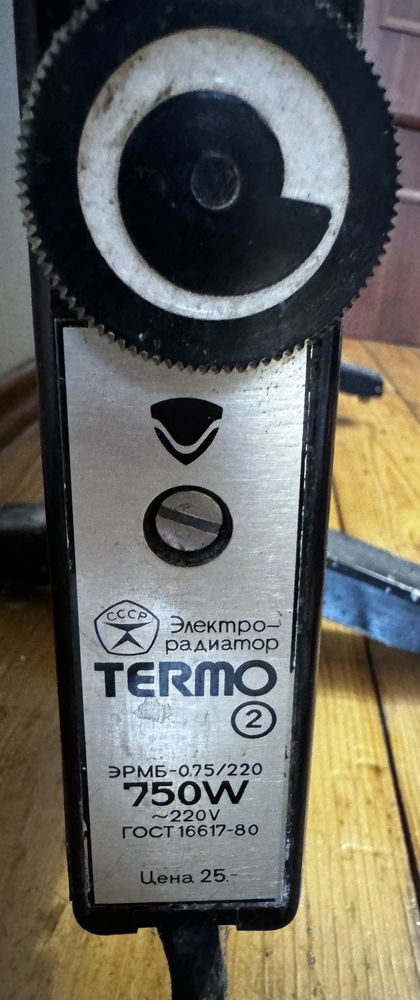 СССР
Электро-
радиатор
TERMO
2
ЭРМБ-0.75/220
750W
~220V
ГОСТ 16617-80
Цена 25.-